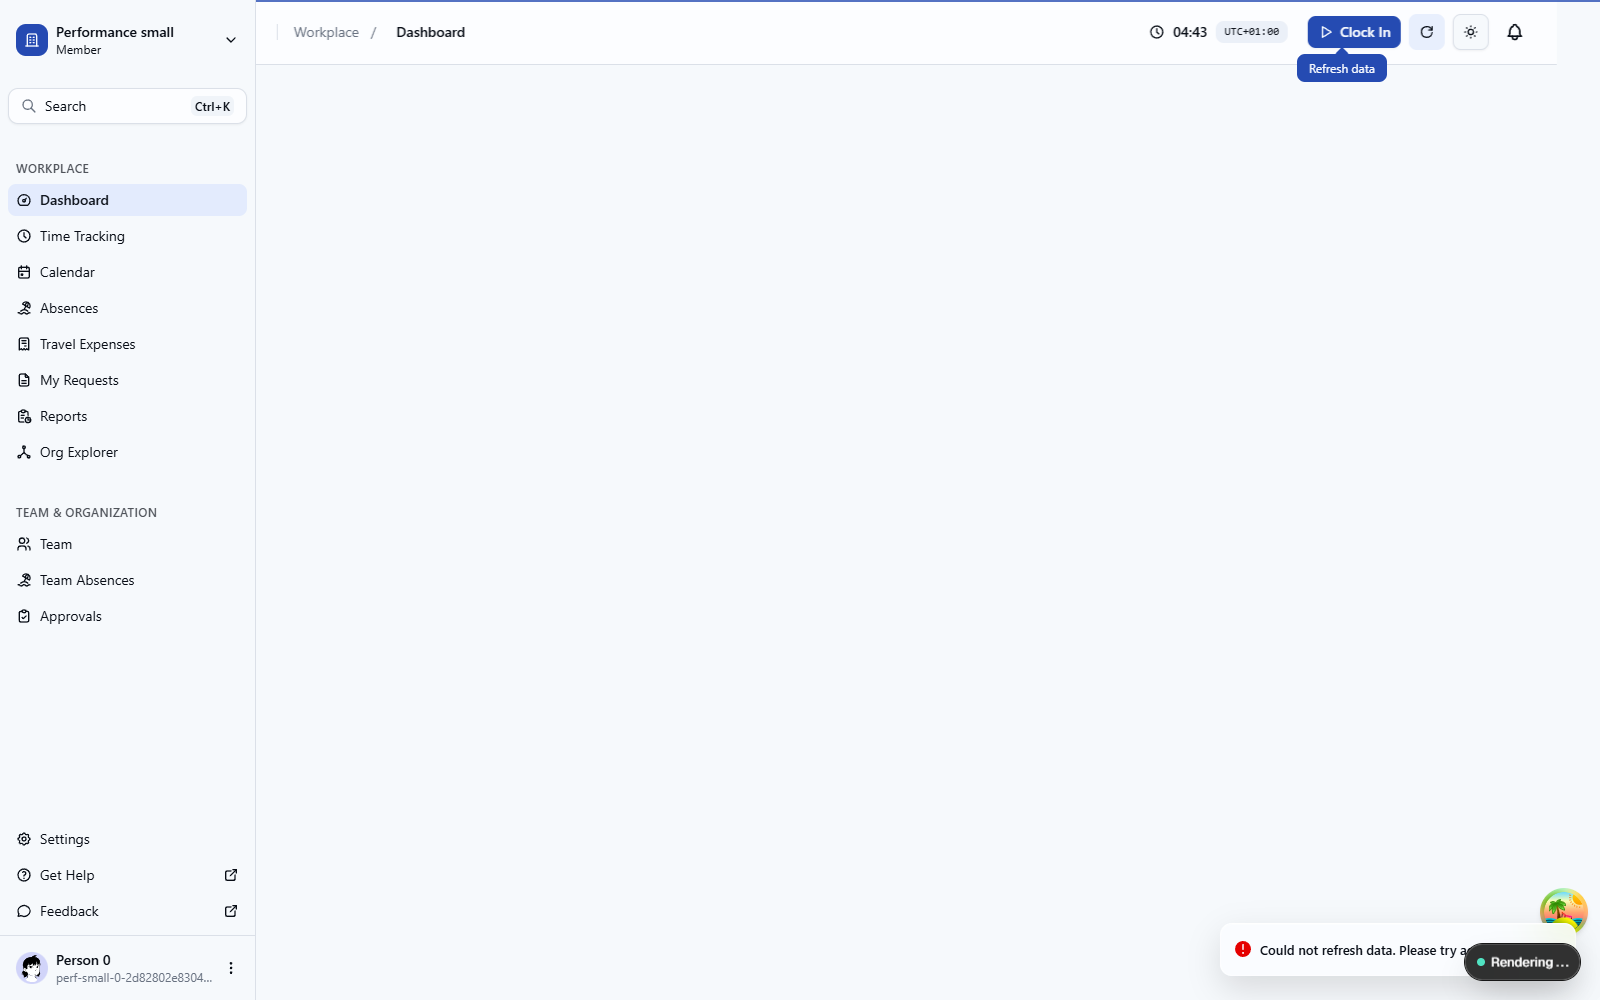 Performance small
Member
Search
Ctrl+K
WORKPLACE
Dashboard
Time Tracking
Calendar
Absences
Travel Expenses
My Requests
Reports
Org Explorer
TEAM & ORGANIZATION
Team
Team Absences
Approvals
Settings
Get Help
Feedback
Person 0
perf-small-0-2d82802e8304...
Workplace / Dashboard
04:43 UTC+01:00
Clock In
Refresh data
Could not refresh data. Please try
Rendering ...